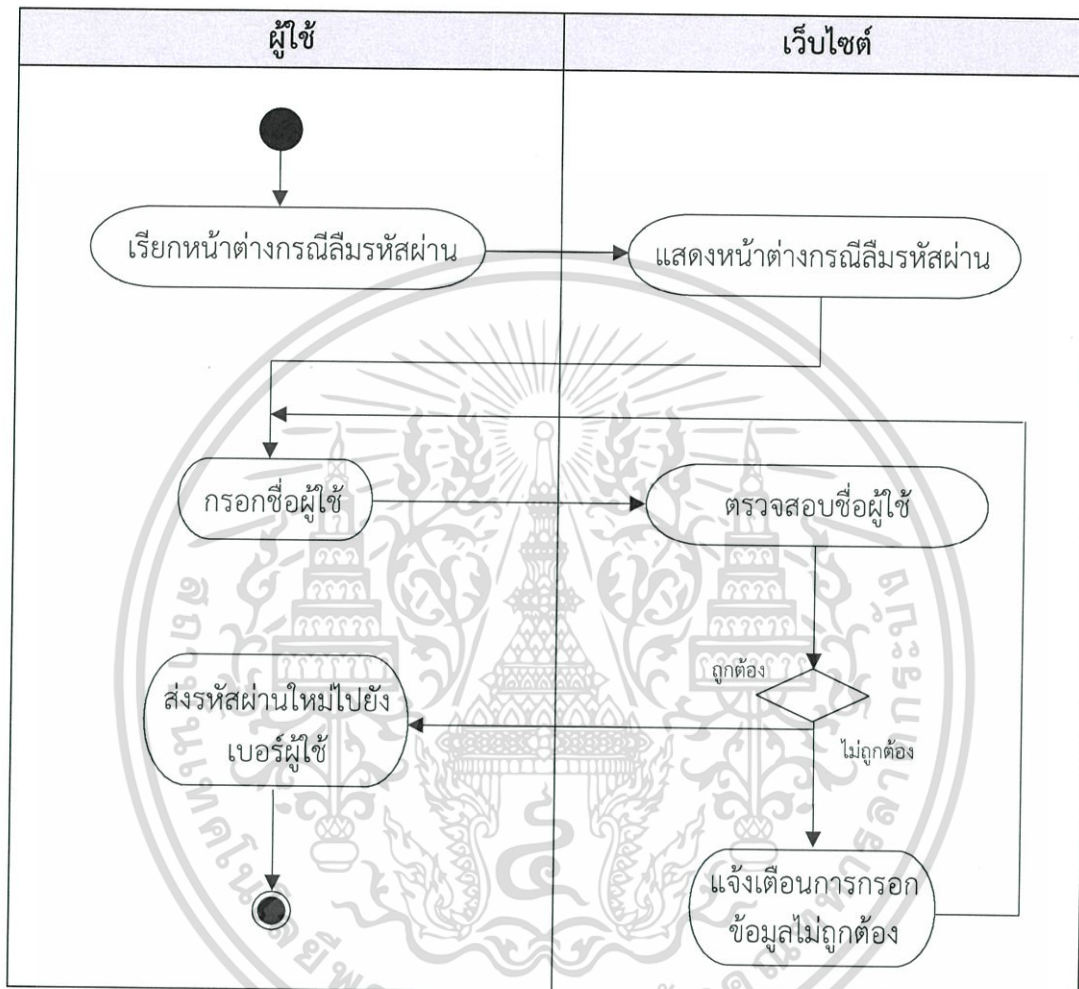 ผู้ใช้
เว็บไซต์
เรียกหน้าต่างกรณีลืมรหัสผ่าน
แสดงหน้าต่างกรณีลืมรหัสผ่าน
กรอกชื่อผู้ใช้
ตรวจสอบชื่อผู้ใช้
ถูกต้อง
ส่งรหัสผ่านใหม่ไปยัง
เบอร์ผู้ใช้
ไม่ถูกต้อง
แจ้งเตือนการกรอก
ข้อมูลไม่ถูกต้อง